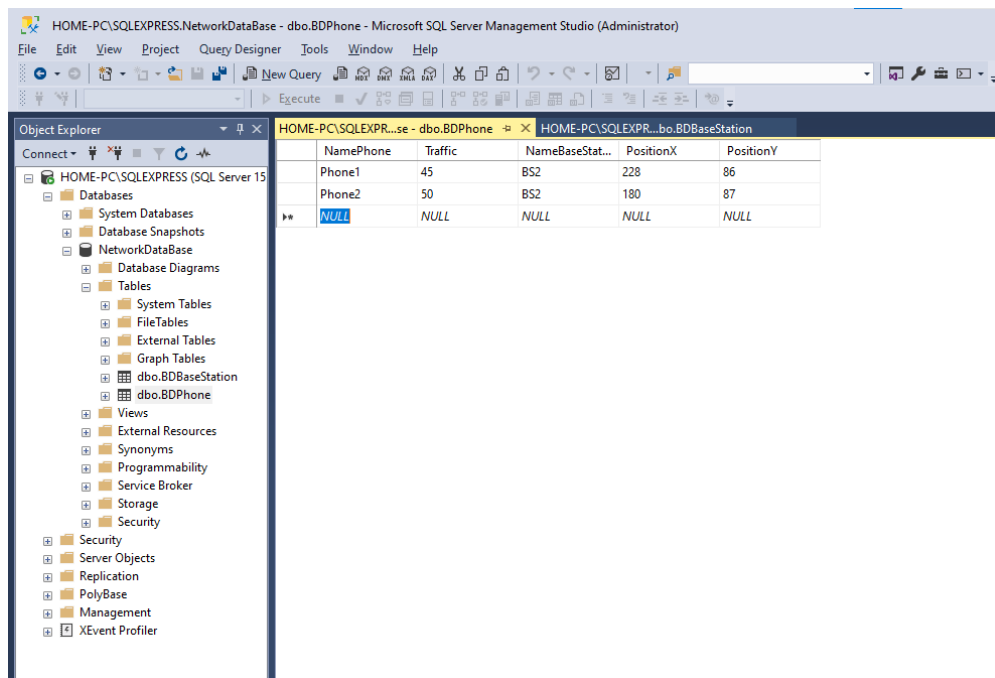 HOME-PC\SQLEXPRESS.NetworkDataBase - dbo.BDPhone - Microsoft SQL Server Management Studio (Administrator)
File Edit View Project Query Designer Tools Window Help
New Query MDX DMX XMLA DAX
Execute
Object Explorer
HOME-PC\SQLEXPR...se - dbo.BDPhone HOME-PC\SQLEXPR...bo.BDBaseStation
Connect
NamePhone Traffic NameBaseStat... PositionX PositionY
Phone1 45 BS2 228 86
Phone2 50 BS2 180 87
NULL NULL NULL NULL NULL
HOME-PC\SQLEXPRESS (SQL Server 15
Databases
System Databases
Database Snapshots
NetworkDataBase
Database Diagrams
Tables
System Tables
FileTables
External Tables
Graph Tables
dbo.BDBaseStation
dbo.BDPhone
Views
External Resources
Synonyms
Programmability
Service Broker
Storage
Security
Security
Server Objects
Replication
PolyBase
Management
XEvent Profiler